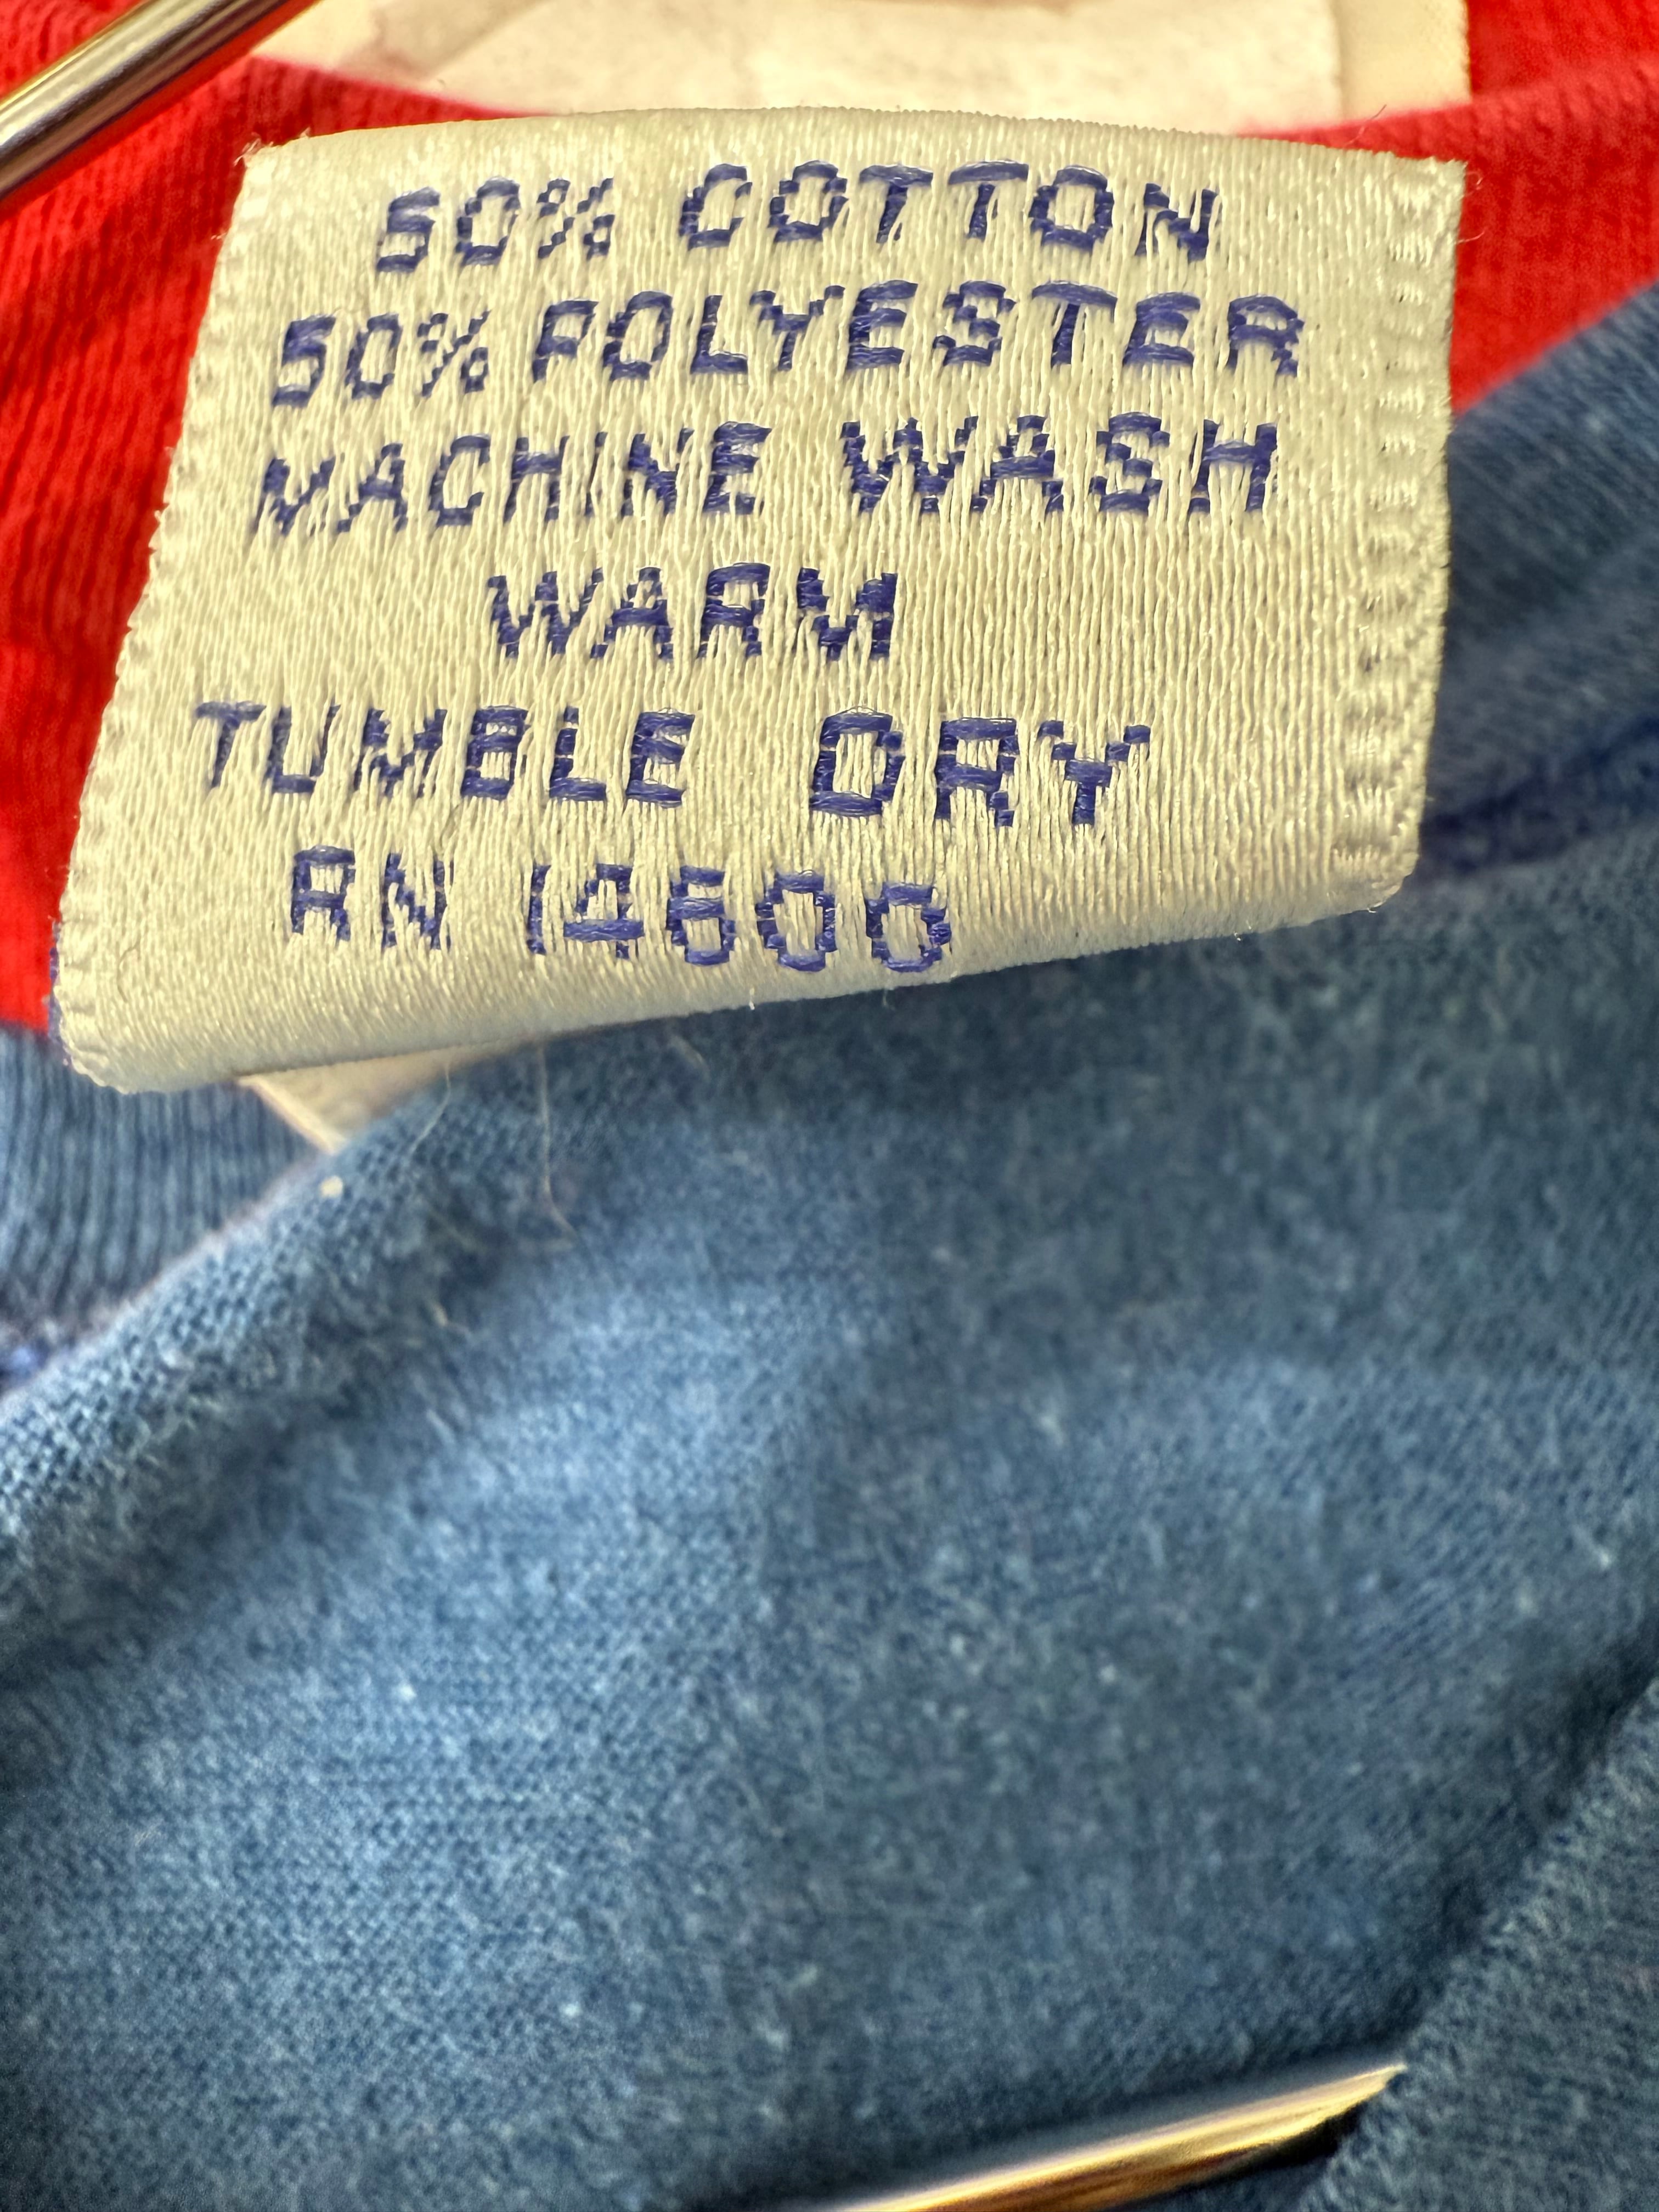 50% COTTON
50% POLYESTER
MACHINE WASH
WARM
TUMBLE DRY
RN 14600